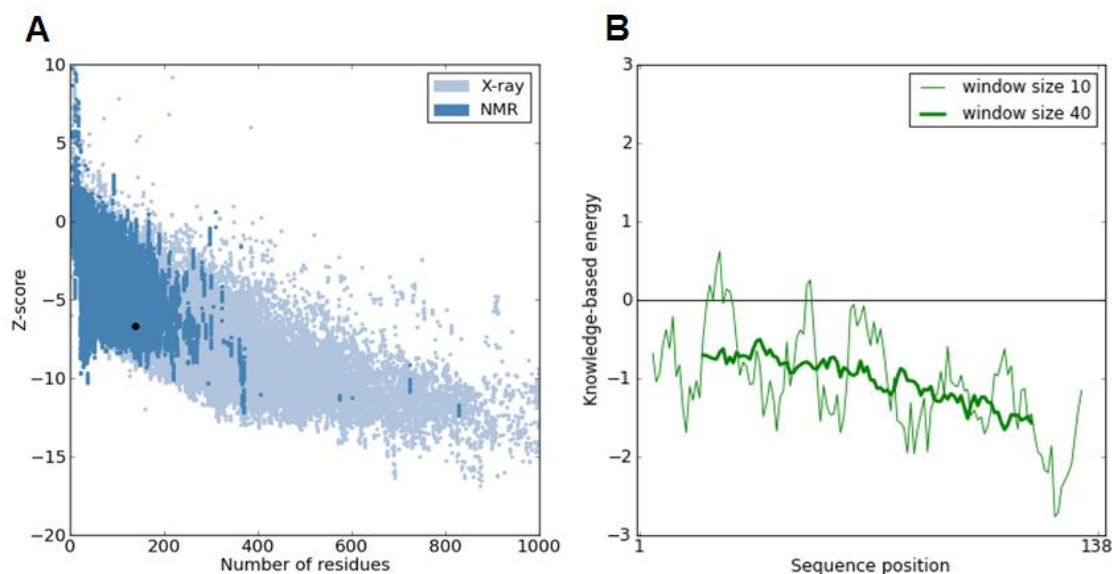 A
10
5
0
−5
−10
−15
−20
0
200
400
600
800
1000
Z-score
Number of residues
X-ray
NMR
B
3
2
1
0
−1
−2
−3
1
138
Knowledge-based energy
Sequence position
window size 10
window size 40